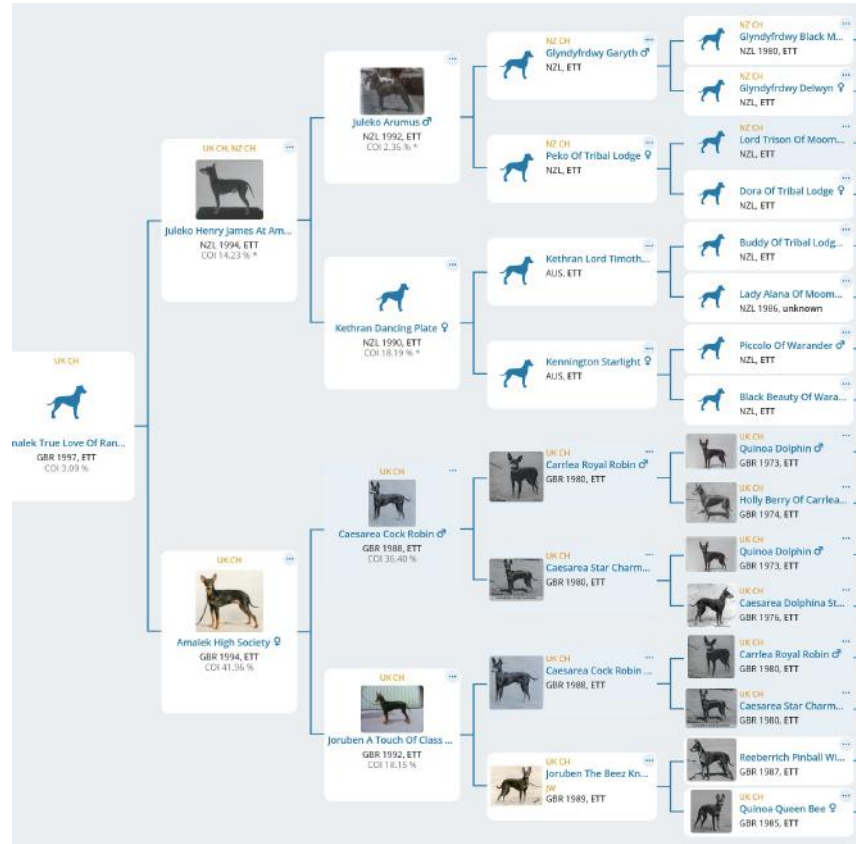 UK CH
nalek True Love Of Ran...
GBR 1997, ETT
COI 3.09 %
UK CH, NZ CH
Juleko Henry James At Am...
NZL 1994, ETT
COI 14.23 % *
UK CH
Amalek High Society ♀
GBR 1994, ETT
COI 41.96 %
Juleko Arumus ♂
NZL 1992, ETT
COI 2.36 % *
Kethran Dancing Plate ♀
NZL 1990, ETT
COI 18.19 % *
UK CH
Caesarea Cock Robin ♂
GBR 1988, ETT
COI 36.40 %
UK CH
Joruben A Touch Of Class ...
GBR 1992, ETT
COI 18.16 %
NZ CH
Glyndyfrdwy Garyth ♂
NZL, ETT
NZ CH
Peko Of Tribal Lodge ♀
NZL, ETT
Kethran Lord Timoth...
AUS, ETT
Kennington Starlight ♀
AUS, ETT
UK CH
Carrlea Royal Robin ♂
GBR 1980, ETT
UK CH
Caesarea Star Charm...
GBR 1980, ETT
UK CH
Caesarea Cock Robin ...
GBR 1988, ETT
UK CH
Joruben The Beez Kn...
JW
GBR 1989, ETT
NZ CH
Glyndyfrdwy Black M...
NZL 1980, ETT
NZ CH
Glyndyfrdwy Delwyn ♀
NZL, ETT
NZ CH
Lord Trison Of Moom...
NZL, ETT
Dora Of Tribal Lodge ♀
NZL, ETT
Buddy Of Tribal Lodg...
NZL, ETT
Lady Alana Of Moom...
NZL 1986, unknown
Piccolo Of Warander ♂
NZL, ETT
Black Beauty Of Wara...
NZL, ETT
UK CH
Quinoa Dolphin ♂
GBR 1973, ETT
UK CH
Holly Berry Of Carrlea...
GBR 1974, ETT
UK CH
Quinoa Dolphin ♂
GBR 1973, ETT
UK CH
Caesarea Dolphina St...
GBR 1976, ETT
UK CH
Carrlea Royal Robin ♂
GBR 1980, ETT
UK CH
Caesarea Star Charm...
GBR 1980, ETT
Reeberrich Pinball Wi...
GBR 1987, ETT
UK CH
Quinoa Queen Bee ♀
GBR 1985, ETT